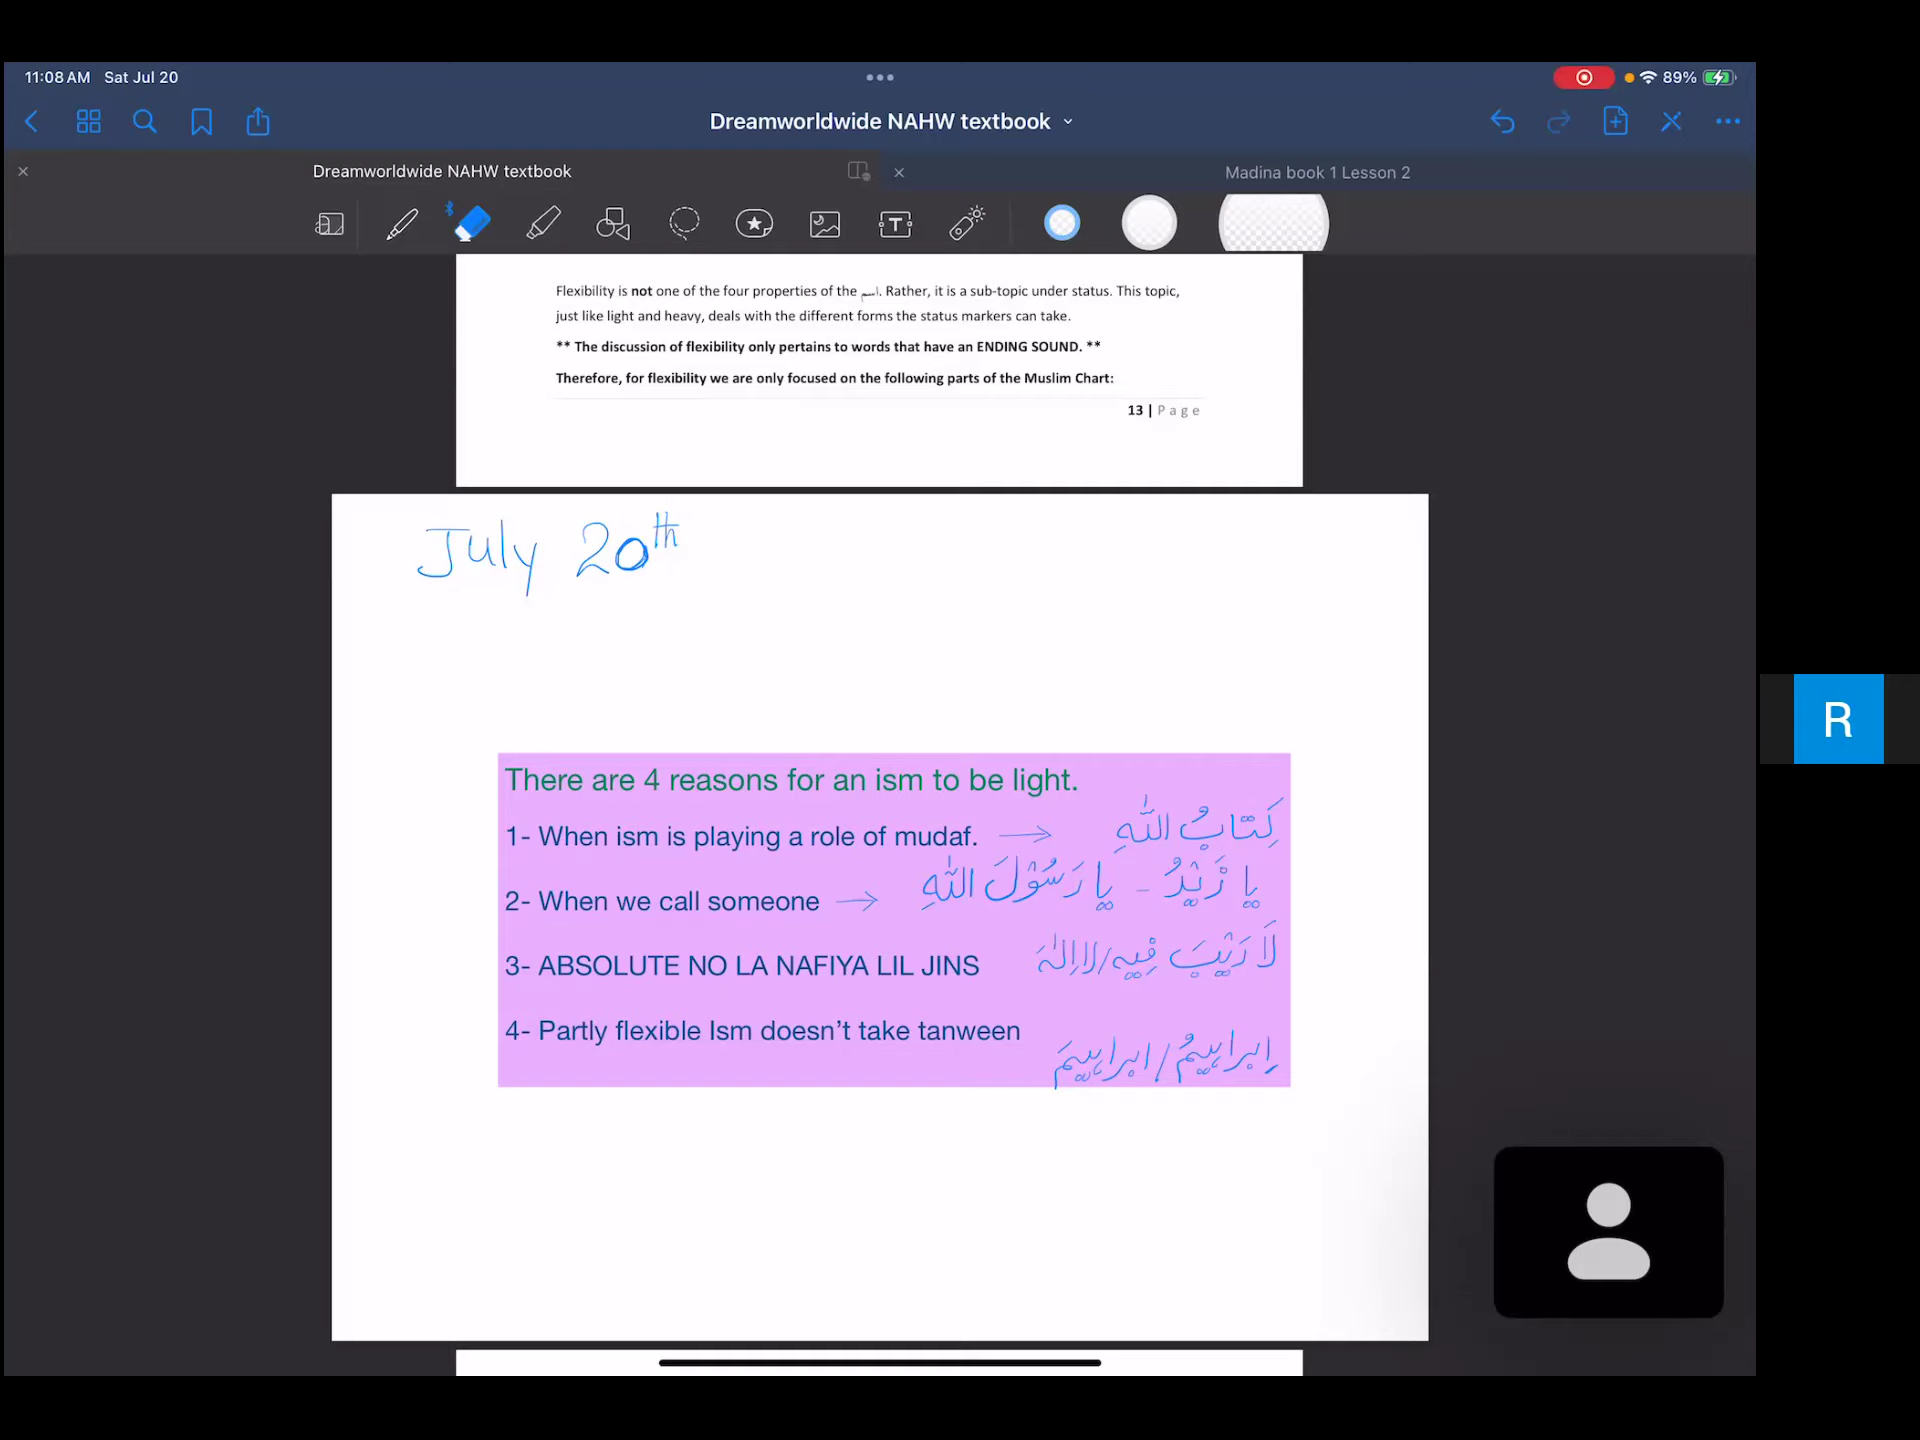 11:08 AM Sat Jul 20
89%
Dreamworldwide NAHW textbook
Dreamworldwide NAHW textbook
Madina book 1 Lesson 2
Flexibility is not one of the four properties of the اسم. Rather, it is a sub-topic under status. This topic,
just like light and heavy, deals with the different forms the status markers can take.
** The discussion of flexibility only pertains to words that have an ENDING SOUND. **
Therefore, for flexibility we are only focused on the following parts of the Muslim Chart:
13 | Page
July 20th
There are 4 reasons for an ism to be light.
1- When ism is playing a role of mudaf. → كِتَابُ اللّٰهِ
2- When we call someone → يا زَيْدُ - يا رَسُوْلَ اللّٰهِ
3- ABSOLUTE NO LA NAFIYA LIL JINS لَا رَيْبَ فِيهِ/لا اِلٰهَ
4- Partly flexible Ism doesn't take tanween اِبراہیمُ/ابراہیمَ
R